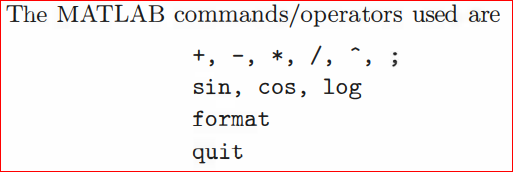 The MATLAB commands/operators used are
+, -, *, /, ^, ;
sin, cos, log
format
quit